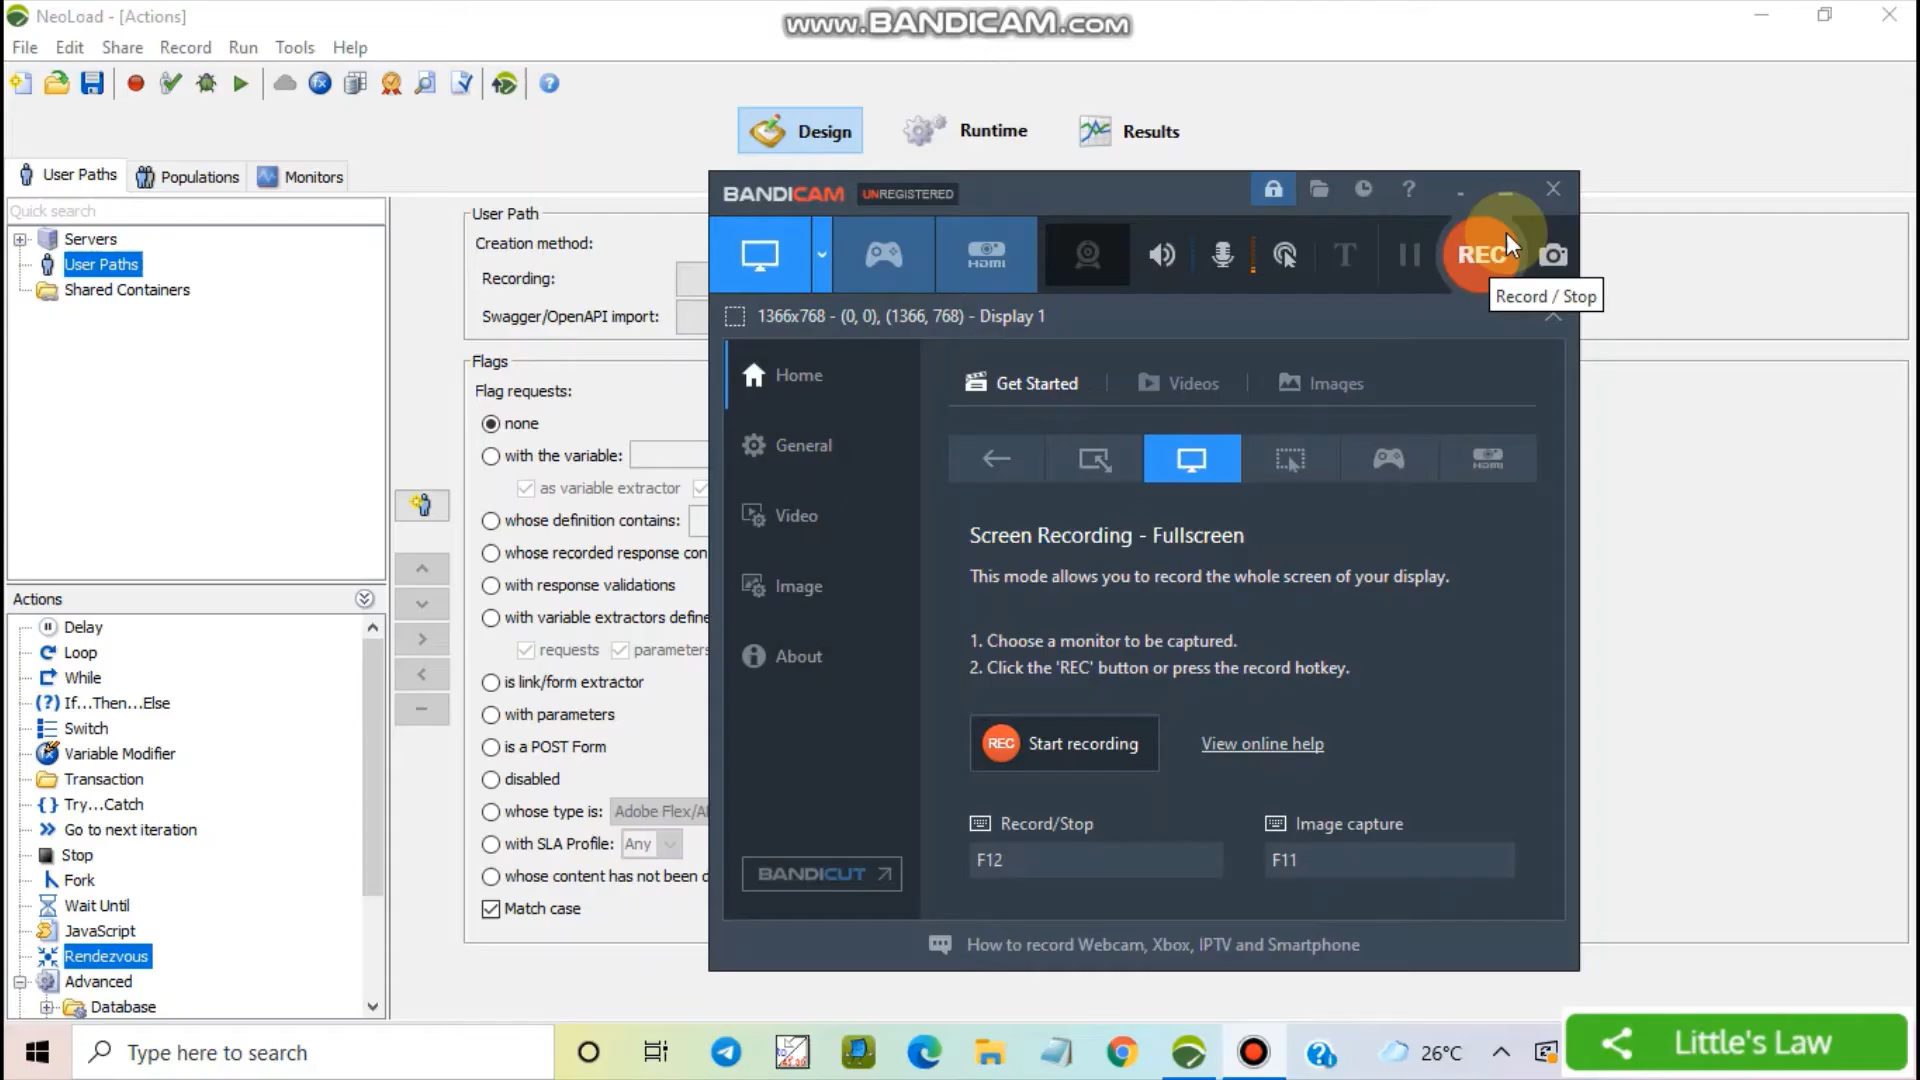 NeoLoad - [Actions]
www.BANDICAM.com
File Edit Share Record Run Tools Help
Design Runtime Results
User Paths Populations Monitors
Quick search
Servers
User Paths
Shared Containers
User Path
Creation method:
Recording:
Swagger/OpenAPI import:
Flags
Flag requests:
none
with the variable:
as variable extractor
whose definition contains:
whose recorded response con
with response validations
with variable extractors define
requests parameters
is link/form extractor
with parameters
is a POST Form
disabled
whose type is: Adobe Flex/A
with SLA Profile: Any
whose content has not been d
Match case
Actions
Delay
Loop
While
If...Then...Else
Switch
Variable Modifier
Transaction
Try...Catch
Go to next iteration
Stop
Fork
Wait Until
JavaScript
Rendezvous
Advanced
Database
BANDICAM UNREGISTERED
HDMI
REC
Record / Stop
1366x768 - (0, 0), (1366, 768) - Display 1
Home
General
Video
Image
About
BANDICUT
Get Started Videos Images
HDMI
Screen Recording - Fullscreen
This mode allows you to record the whole screen of your display.
1. Choose a monitor to be captured.
2. Click the 'REC' button or press the record hotkey.
REC Start recording View online help
Record/Stop Image capture
F12 F11
How to record Webcam, Xbox, IPTV and Smartphone
Type here to search
26°C
Little's Law